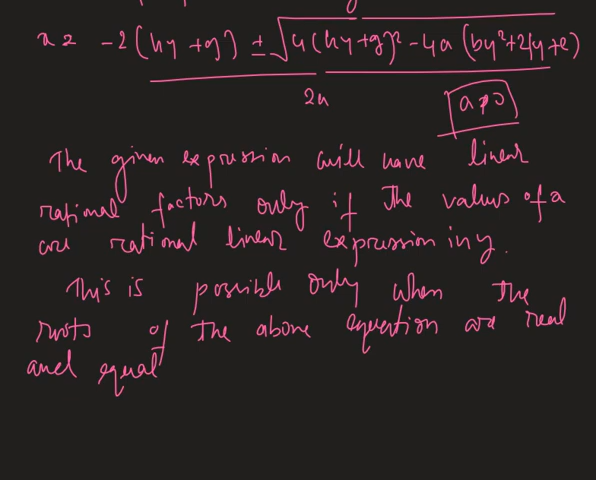 x = -2(hy+g) ± √4(hy+g)² -4a (by²+2fy+c)
2a
a≠0
The given expression will have linear
rational factors only if the values of x
are rational linear expression in y.
This is possible only when the
roots of the above equation are real
and equal